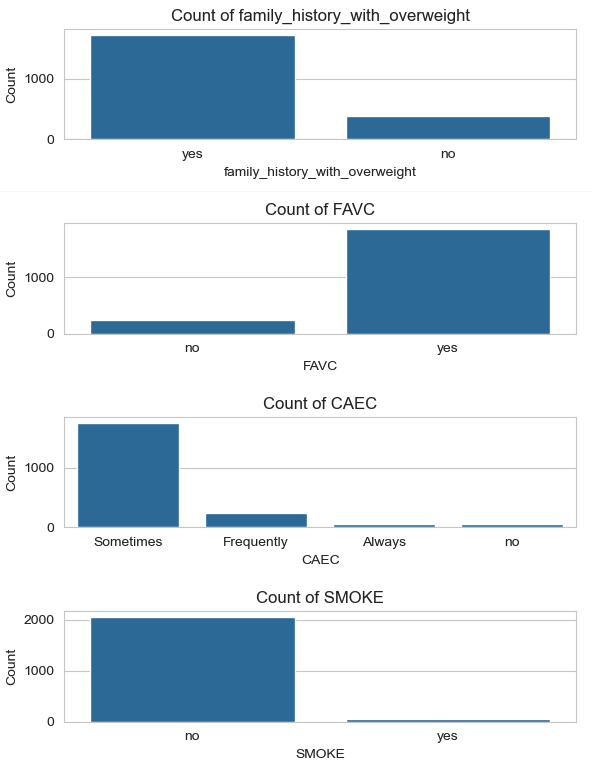 Count of family_history_with_overweight
Count
1000
0
yes no
family_history_with_overweight
Count of FAVC
Count
1000
0
no yes
FAVC
Count of CAEC
Count
1000
0
Sometimes Frequently Always no
CAEC
Count of SMOKE
Count
2000
1000
0
no yes
SMOKE